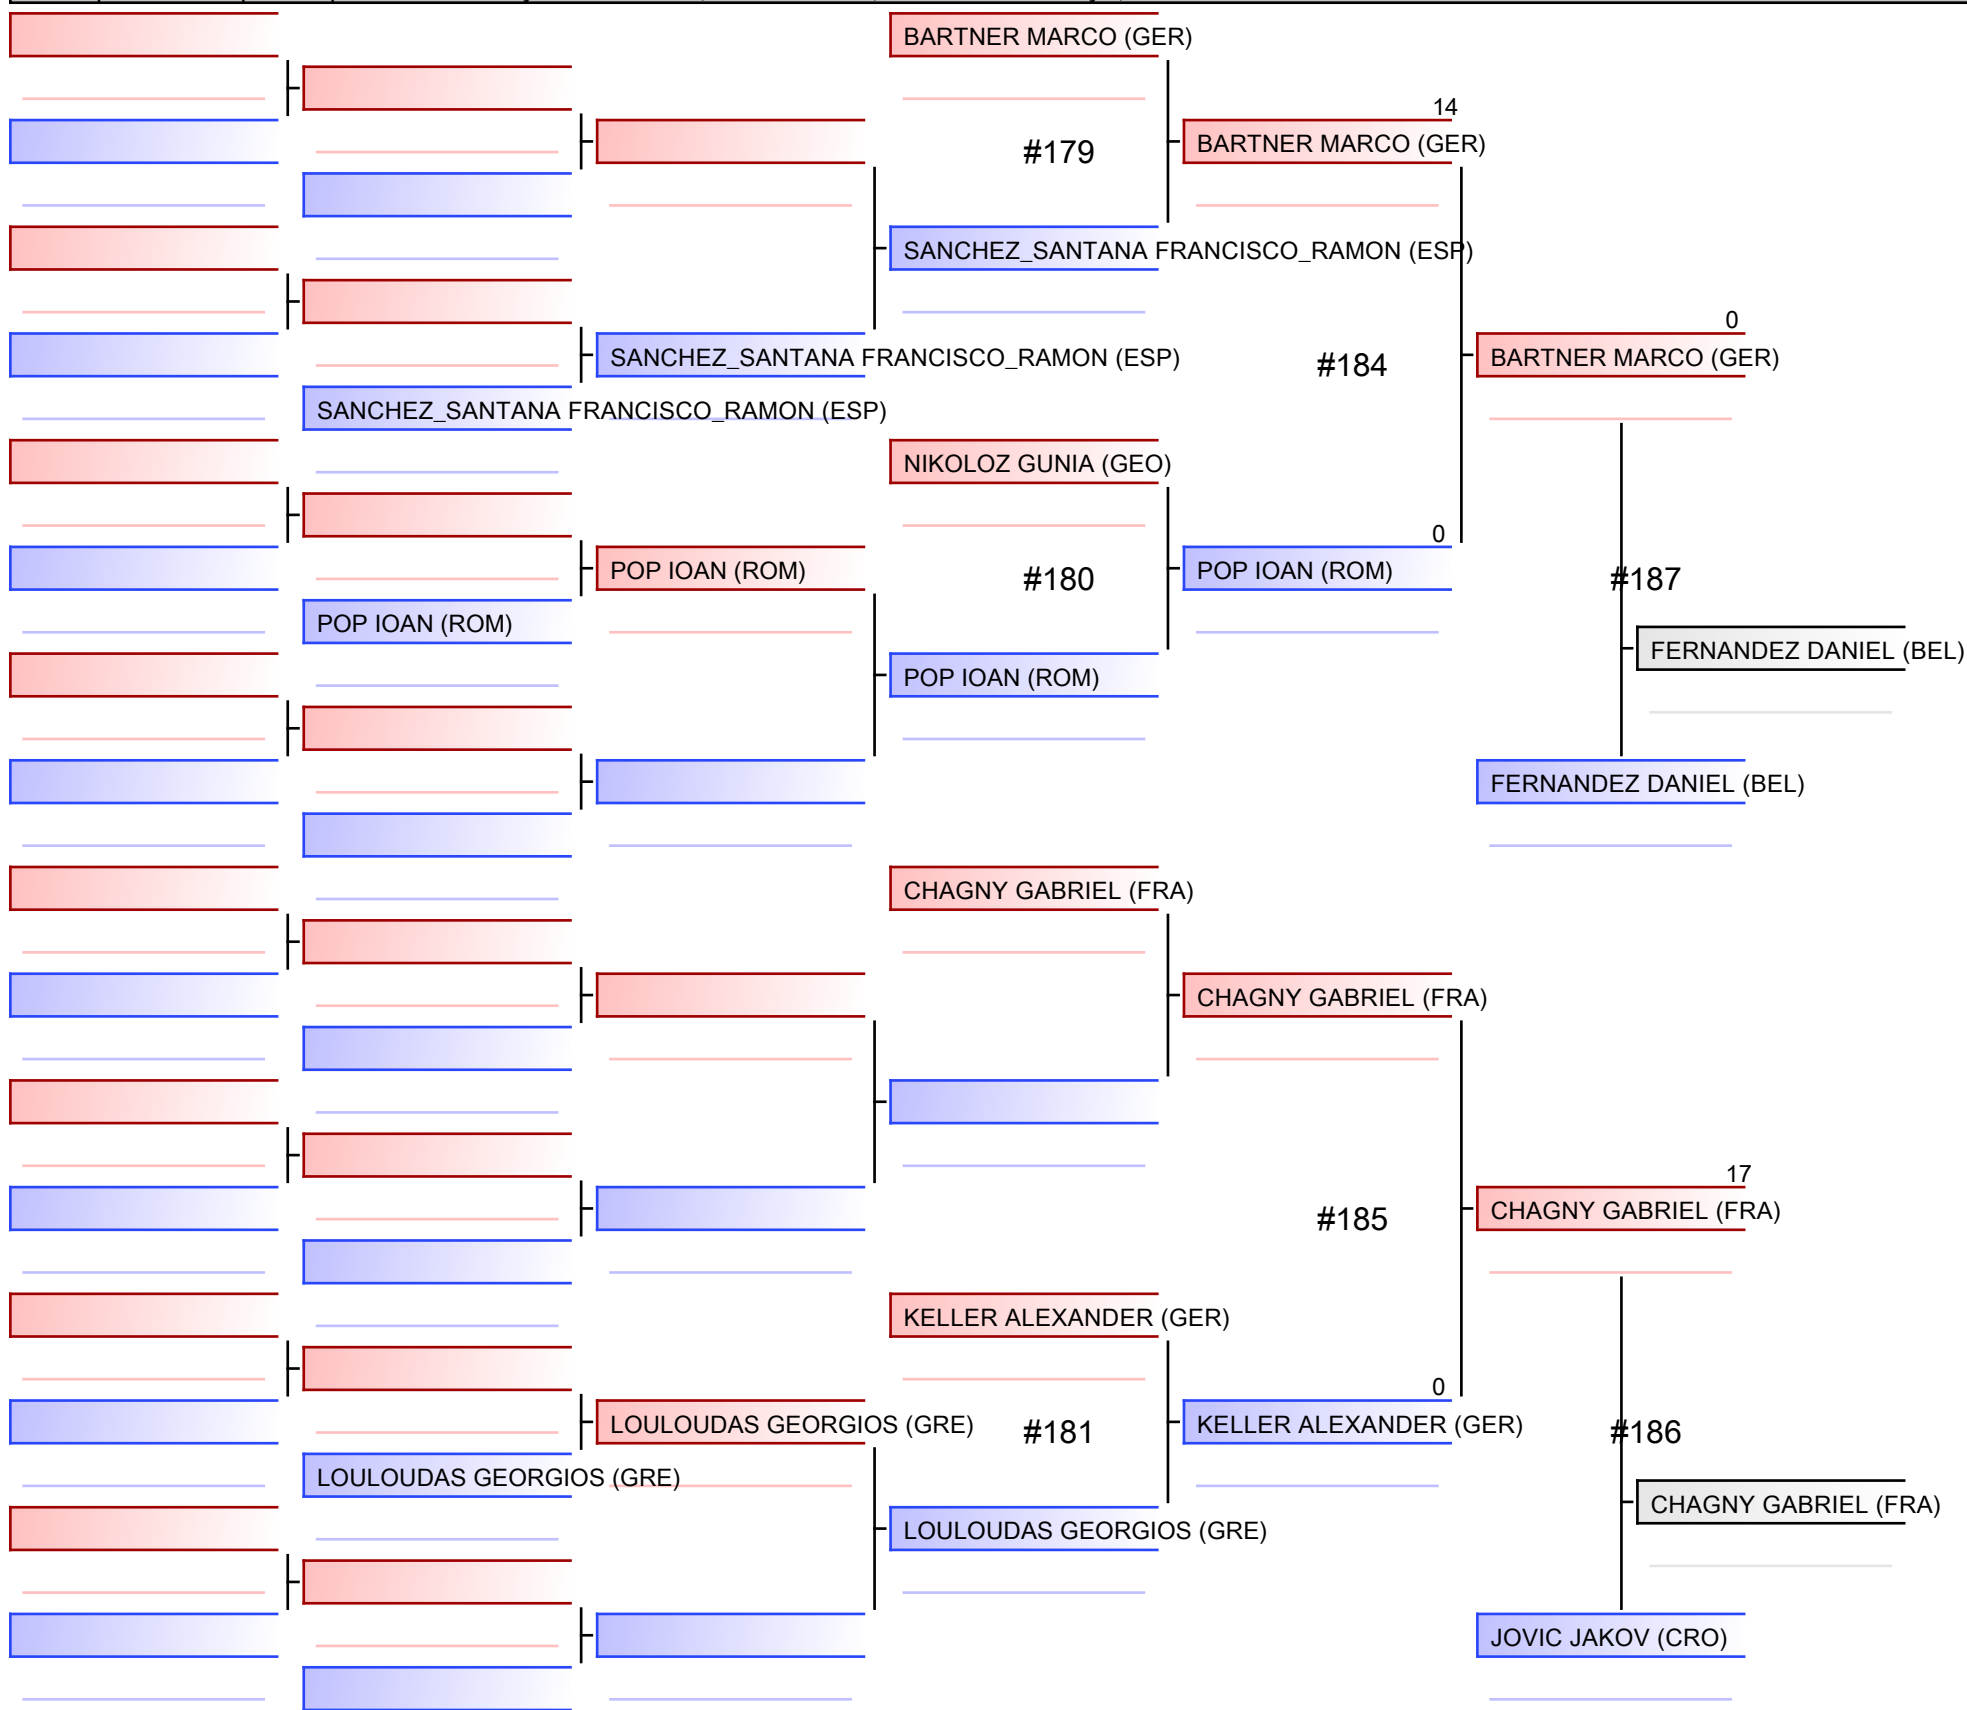 BARTNER MARCO (GER)
14
#179
BARTNER MARCO (GER)
SANCHEZ_SANTANA FRANCISCO_RAMON (ESP)
0
SANCHEZ_SANTANA FRANCISCO_RAMON (ESP)
#184
BARTNER MARCO (GER)
SANCHEZ_SANTANA FRANCISCO_RAMON (ESP)
NIKOLOZ GUNIA (GEO)
0
POP IOAN (ROM)
#180
POP IOAN (ROM)
#187
POP IOAN (ROM)
FERNANDEZ DANIEL (BEL)
POP IOAN (ROM)
FERNANDEZ DANIEL (BEL)
CHAGNY GABRIEL (FRA)
CHAGNY GABRIEL (FRA)
17
#185
CHAGNY GABRIEL (FRA)
KELLER ALEXANDER (GER)
0
LOULOUDAS GEORGIOS (GRE)
#181
KELLER ALEXANDER (GER)
#186
LOULOUDAS GEORGIOS (GRE)
CHAGNY GABRIEL (FRA)
LOULOUDAS GEORGIOS (GRE)
JOVIC JAKOV (CRO)